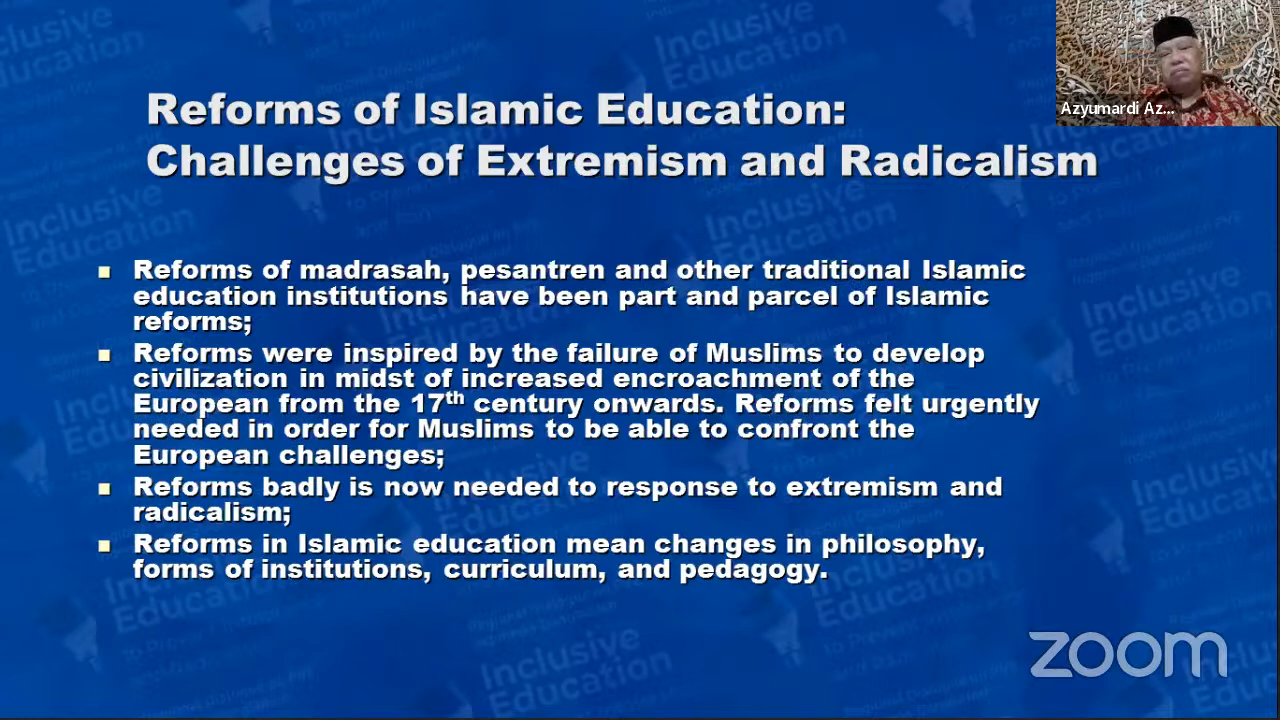 Azyumardi Az...
Reforms of Islamic Education:
Challenges of Extremism and Radicalism
Reforms of madrasah, pesantren and other traditional Islamic
education institutions have been part and parcel of Islamic
reforms;
Reforms were inspired by the failure of Muslims to develop
civilization in midst of increased encroachment of the
European from the 17th century onwards. Reforms felt urgently
needed in order for Muslims to be able to confront the
European challenges;
Reforms badly is now needed to response to extremism and
radicalism;
Reforms in Islamic education mean changes in philosophy,
forms of institutions, curriculum, and pedagogy.
zoom
Inclusive
Education